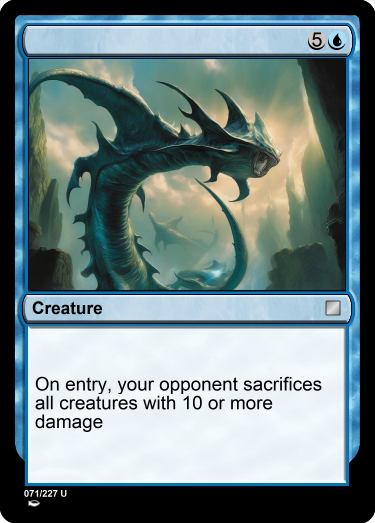 5
Creature
On entry, your opponent sacrifices
all creatures with 10 or more
damage
071/227 U